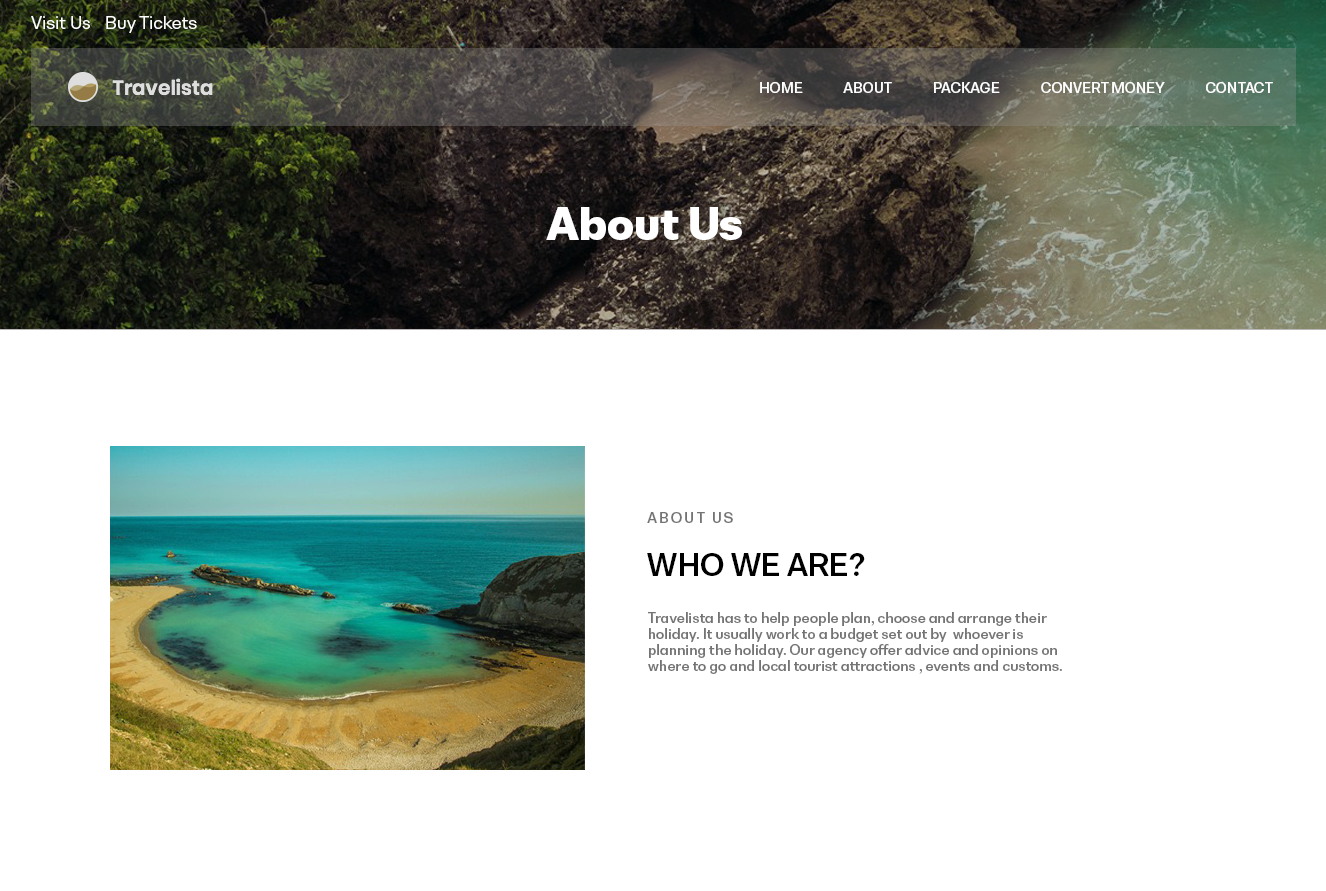 Visit Us Buy Tickets
Travelista HOME ABOUT PACKAGE CONVERT MONEY CONTACT
About Us
ABOUT US
WHO WE ARE?
Travelista has to help people plan, choose and arrange their
holiday. It usually work to a budget set out by  whoever is
planning the holiday. Our agency offer advice and opinions on
where to go and local tourist attractions , events and customs.